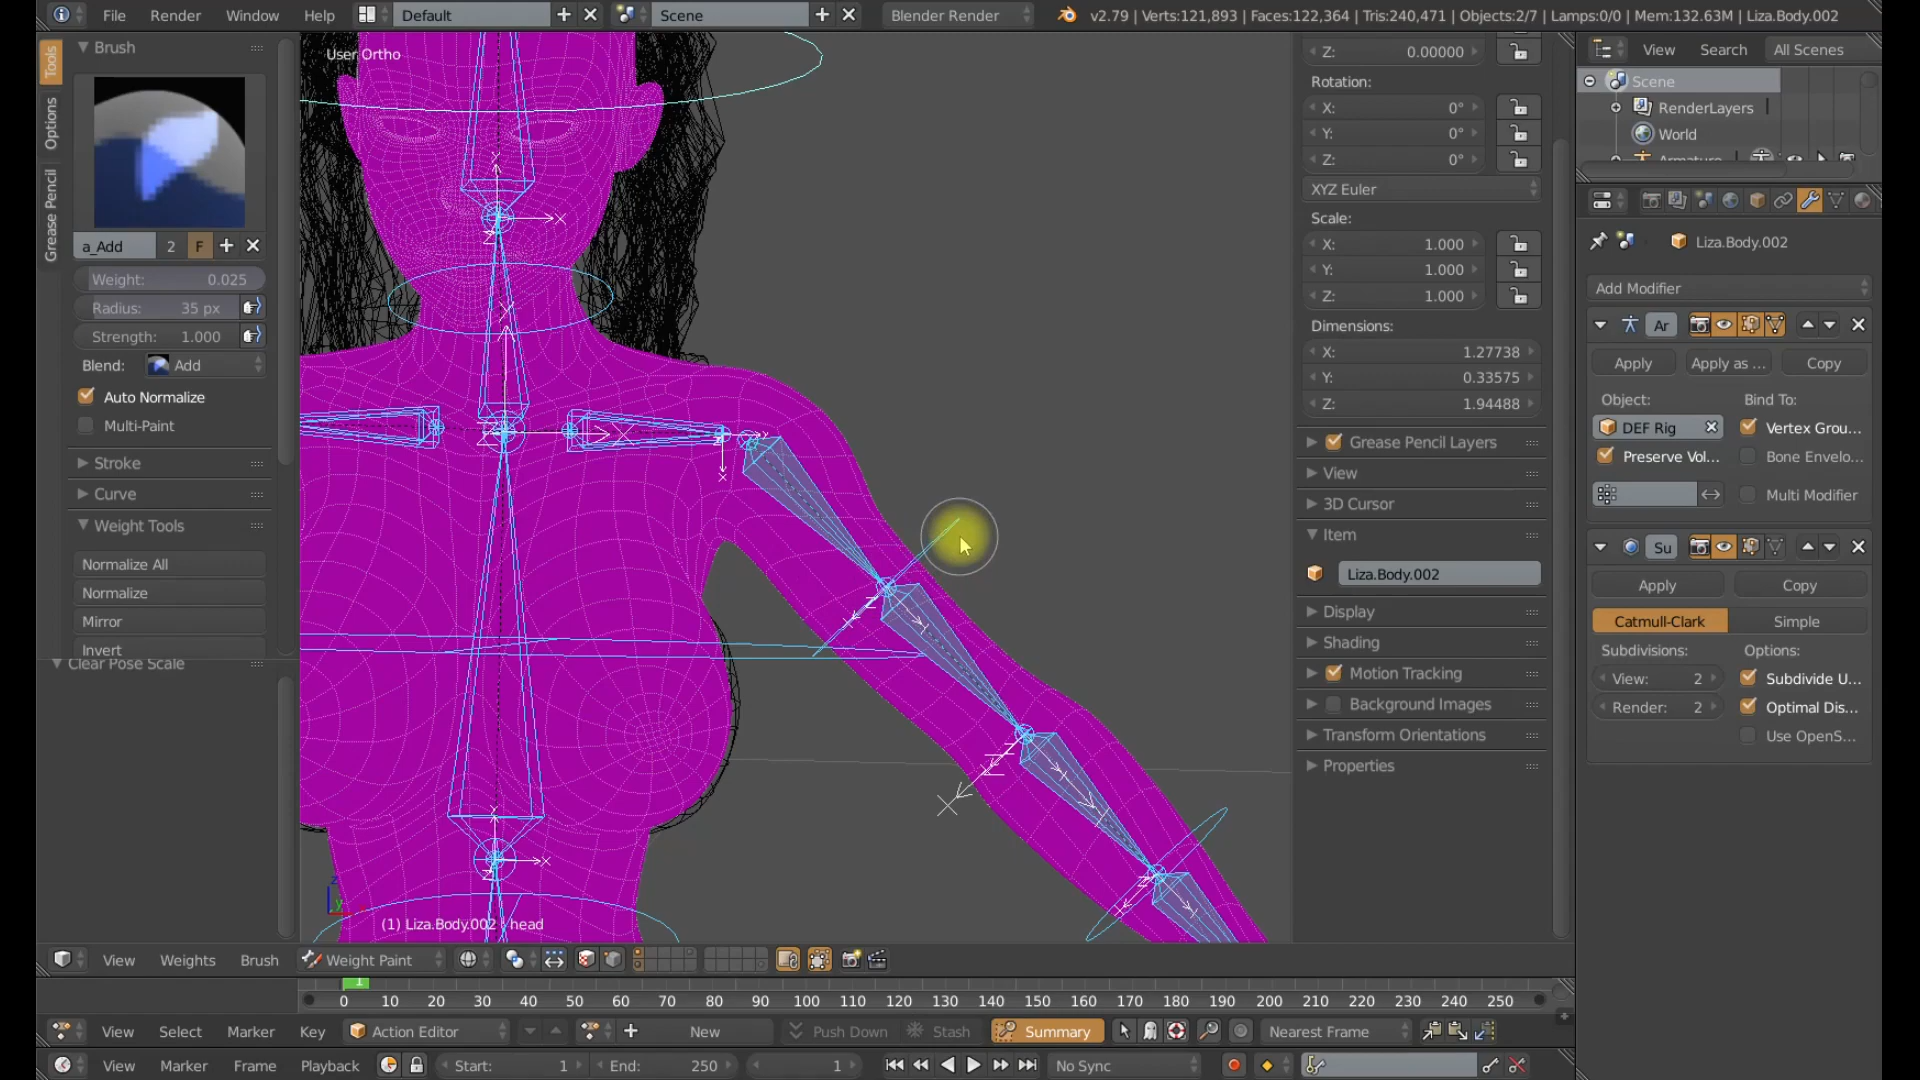 File Render Window Help Default Scene Blender Render v2.79 | Verts:121,893 | Faces:122,364 | Tris:240,471 | Objects:2/7 | Lamps:0/0 | Mem:132.63M | Liza.Body.002
Tools
Options
Grease Pencil
Brush
a_Add 2 F
Weight: 0.025
Radius: 35 px
Strength: 1.000
Blend: Add
Auto Normalize
Multi-Paint
Stroke
Curve
Weight Tools
Normalize All
Normalize
Mirror
Invert
Clear Pose Scale
User Ortho
(1) Liza.Body.002 : head
Z: 0.00000
Rotation:
X: 0°
Y: 0°
Z: 0°
XYZ Euler
Scale:
X: 1.000
Y: 1.000
Z: 1.000
Dimensions:
X: 1.27738
Y: 0.33575
Z: 1.94488
Grease Pencil Layers
View
3D Cursor
Item
Liza.Body.002
Display
Shading
Motion Tracking
Background Images
Transform Orientations
Properties
View Search All Scenes
Scene
RenderLayers
World
Armature
Liza.Body.002
Add Modifier
Ar
Apply Apply as ... Copy
Object: Bind To:
DEF Rig Vertex Grou...
Preserve Vol... Bone Envelo...
Multi Modifier
Su
Apply Copy
Catmull-Clark Simple
Subdivisions: Options:
View: 2 Subdivide U...
Render: 2 Optimal Dis...
Use OpenS...
View Weights Brush Weight Paint
1
0 10 20 30 40 50 60 70 80 90 100 110 120 130 140 150 160 170 180 190 200 210 220 230 240 250
View Select Marker Key Action Editor New Push Down Stash Summary Nearest Frame
View Marker Frame Playback Start: 1 End: 250 1 No Sync